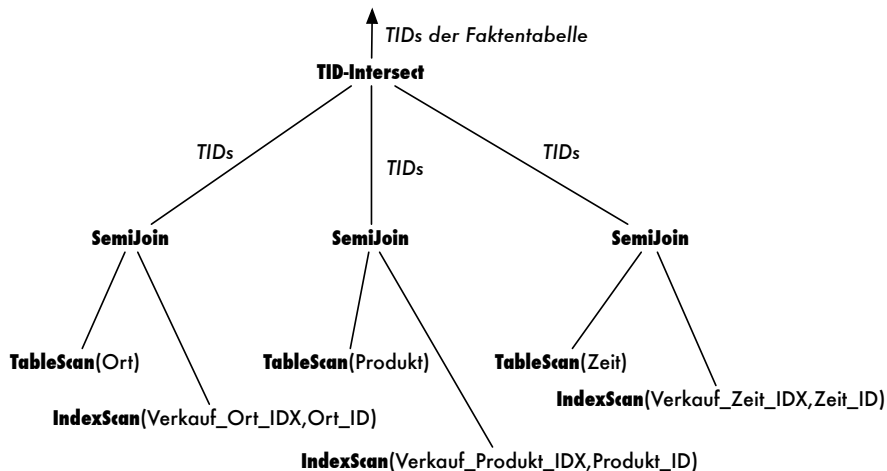 TIDs der Faktentabelle
TID-Intersect
TIDs
TIDs
TIDs
SemiJoin
SemiJoin
SemiJoin
TableScan(Ort)
TableScan(Produkt)
TableScan(Zeit)
IndexScan(Verkauf_Ort_IDX,Ort_ID)
IndexScan(Verkauf_Zeit_IDX,Zeit_ID)
IndexScan(Verkauf_Produkt_IDX,Produkt_ID)